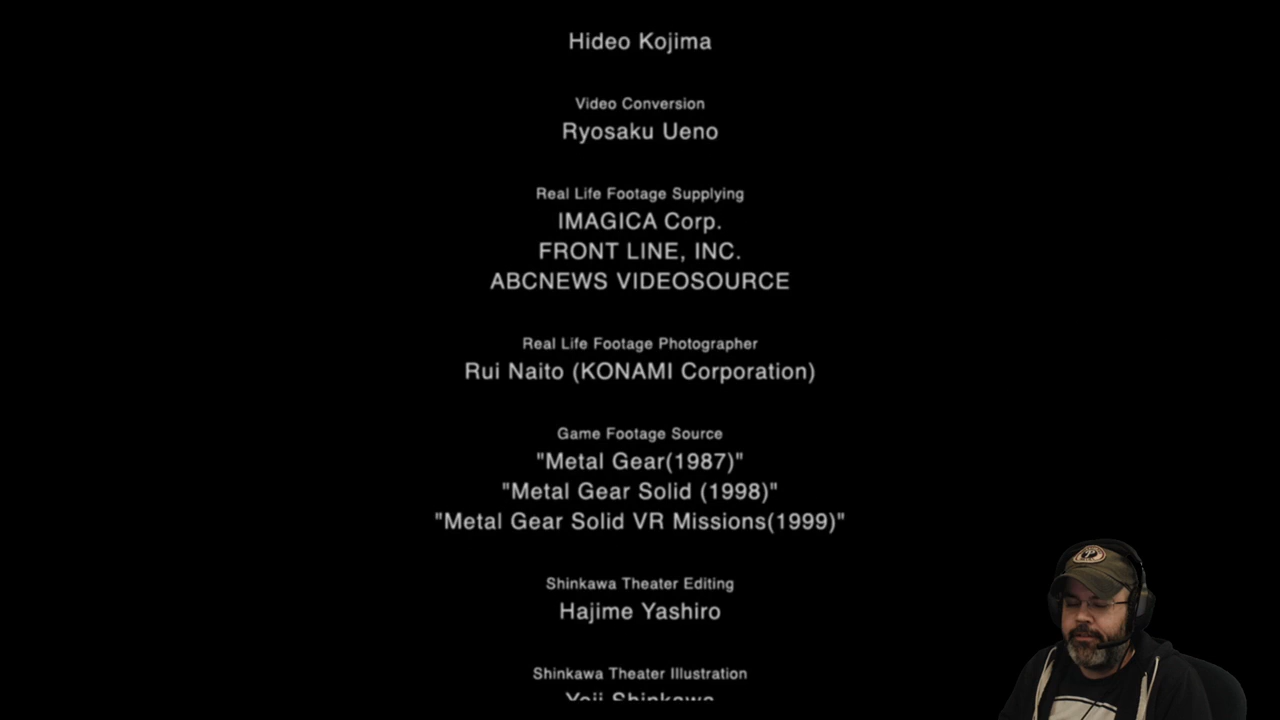 Hideo Kojima
Video Conversion
Ryosaku Ueno
Real Life Footage Supplying
IMAGICA Corp.
FRONT LINE, INC.
ABCNEWS VIDEOSOURCE
Real Life Footage Photographer
Rui Naito (KONAMI Corporation)
Game Footage Source
"Metal Gear(1987)"
"Metal Gear Solid (1998)"
"Metal Gear Solid VR Missions(1999)"
Shinkawa Theater Editing
Hajime Yashiro
Shinkawa Theater Illustration
Yoji Shinkawa